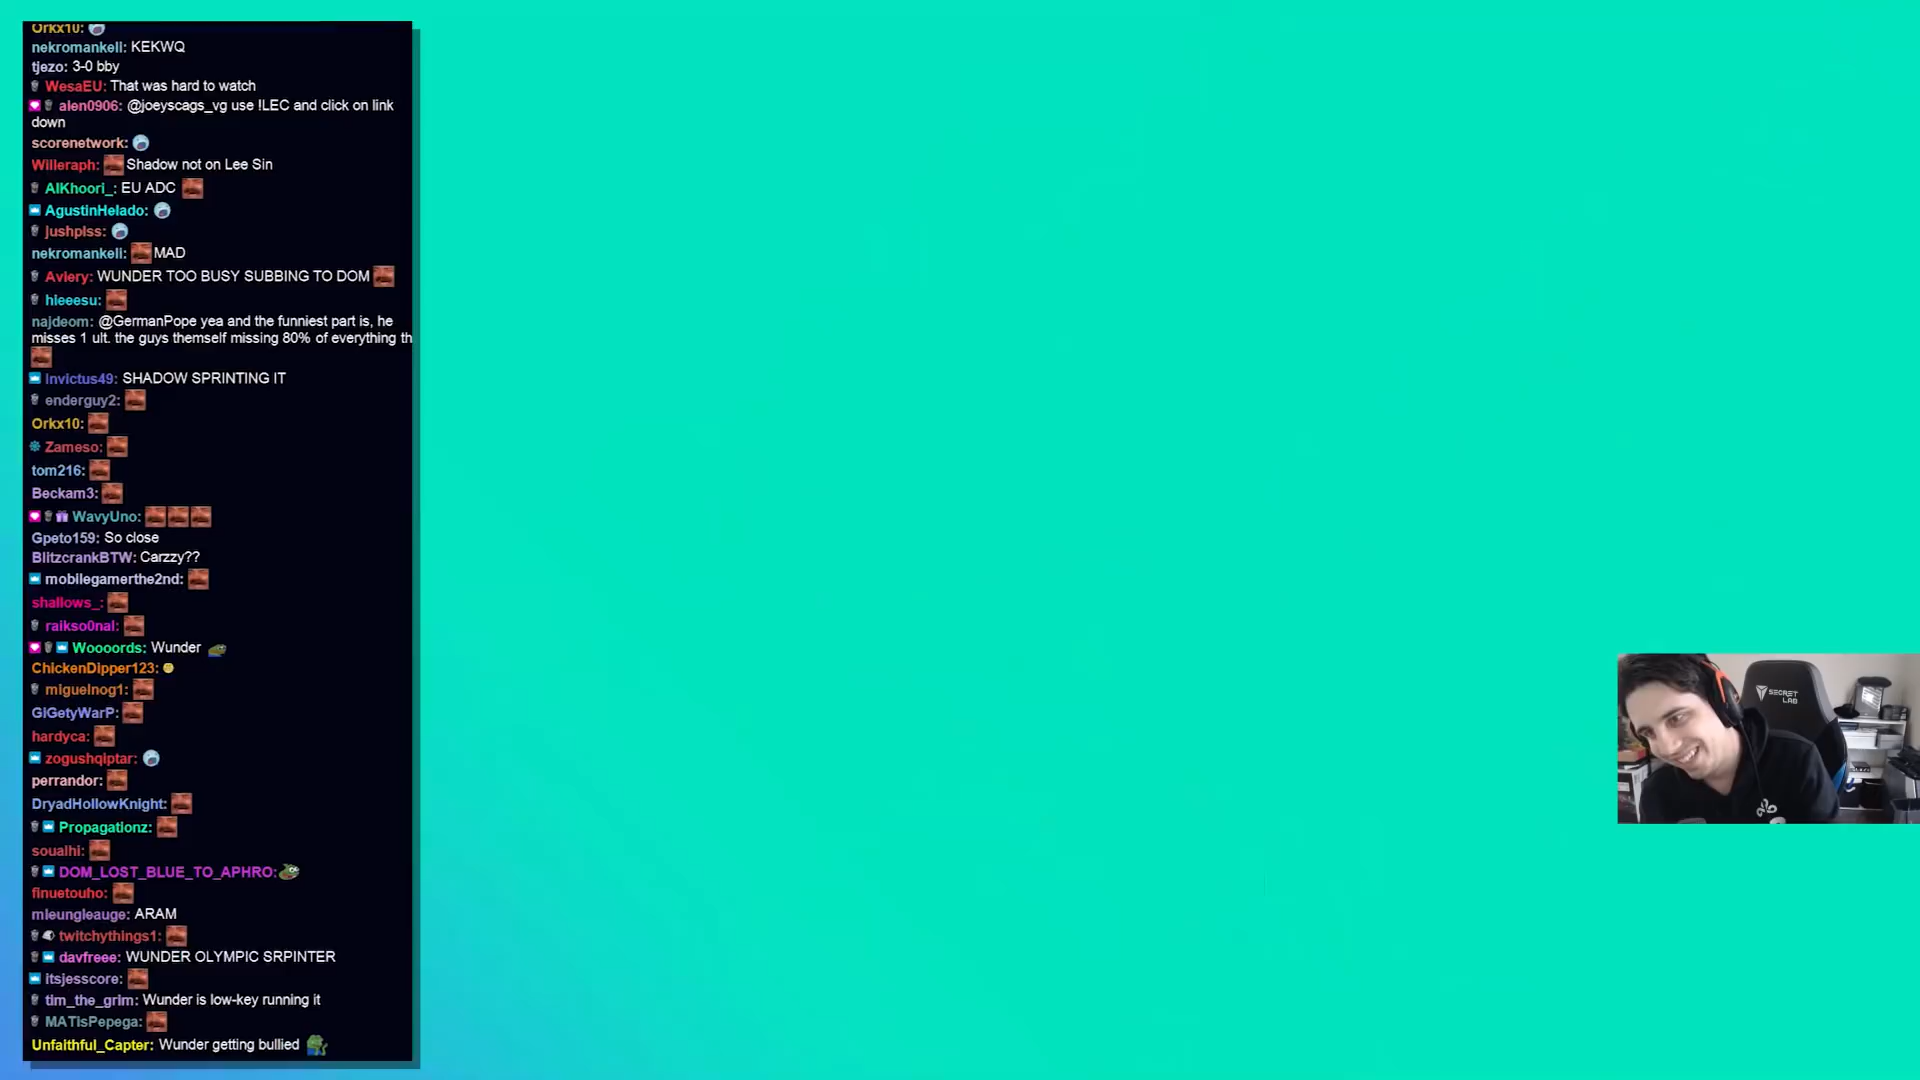 Orkx10:
nekromankell: KEKWQ
tjezo: 3-0 bby
WesaEU: That was hard to watch
alen0906: @joeyscags_vg use !LEC and click on link
down
scorenetwork:
Willeraph: Shadow not on Lee Sin
AlKhoori_: EU ADC
AgustinHelado:
jushplss:
nekromankell: MAD
Avlery: WUNDER TOO BUSY SUBBING TO DOM
hleeesu:
najdeom: @GermanPope yea and the funniest part is, he
misses 1 ult. the guys themself missing 80% of everything th
Invictus49: SHADOW SPRINTING IT
enderguy2:
Orkx10:
Zameso:
tom216:
Beckam3:
WavyUno:
Gpeto159: So close
BlitzcrankBTW: Carzzy??
mobilegamerthe2nd:
shallows_:
raikso0nal:
Woooords: Wunder
ChickenDipper123:
miguelnog1:
GiGetyWarP:
hardyca:
zogushqiptar:
perrandor:
DryadHollowKnight:
Propagationz:
soualhi:
DOM_LOST_BLUE_TO_APHRO:
finuetouho:
mleungleauge: ARAM
twitchythings1:
davfreee: WUNDER OLYMPIC SRPINTER
itsjesscore:
tim_the_grim: Wunder is low-key running it
MATisPepega:
Unfaithful_Capter: Wunder getting bullied
SECRET
LAB